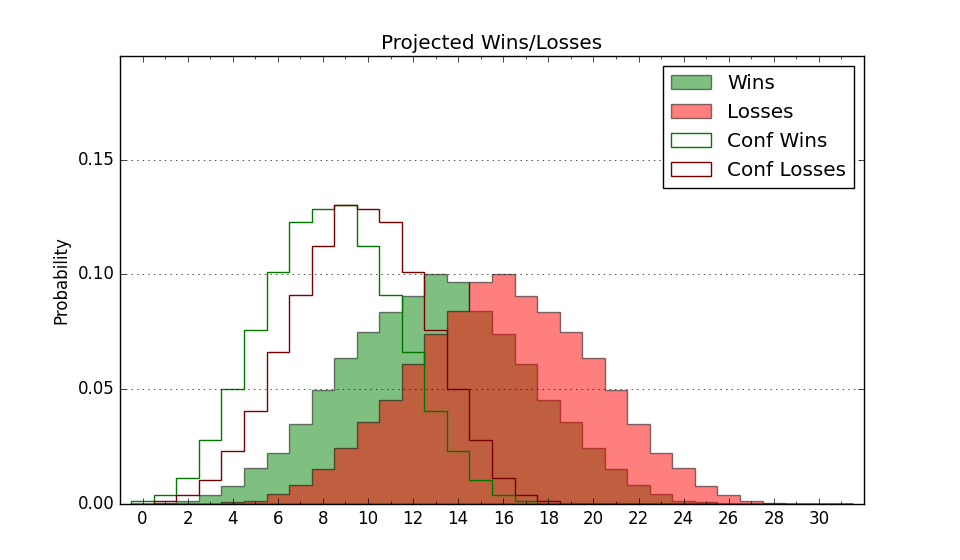 Projected Wins/Losses
Wins
Losses
Conf Wins
Conf Losses
Probability
0.15
0.10
0.05
0.00
0 2 4 6 8 10 12 14 16 18 20 22 24 26 28 30